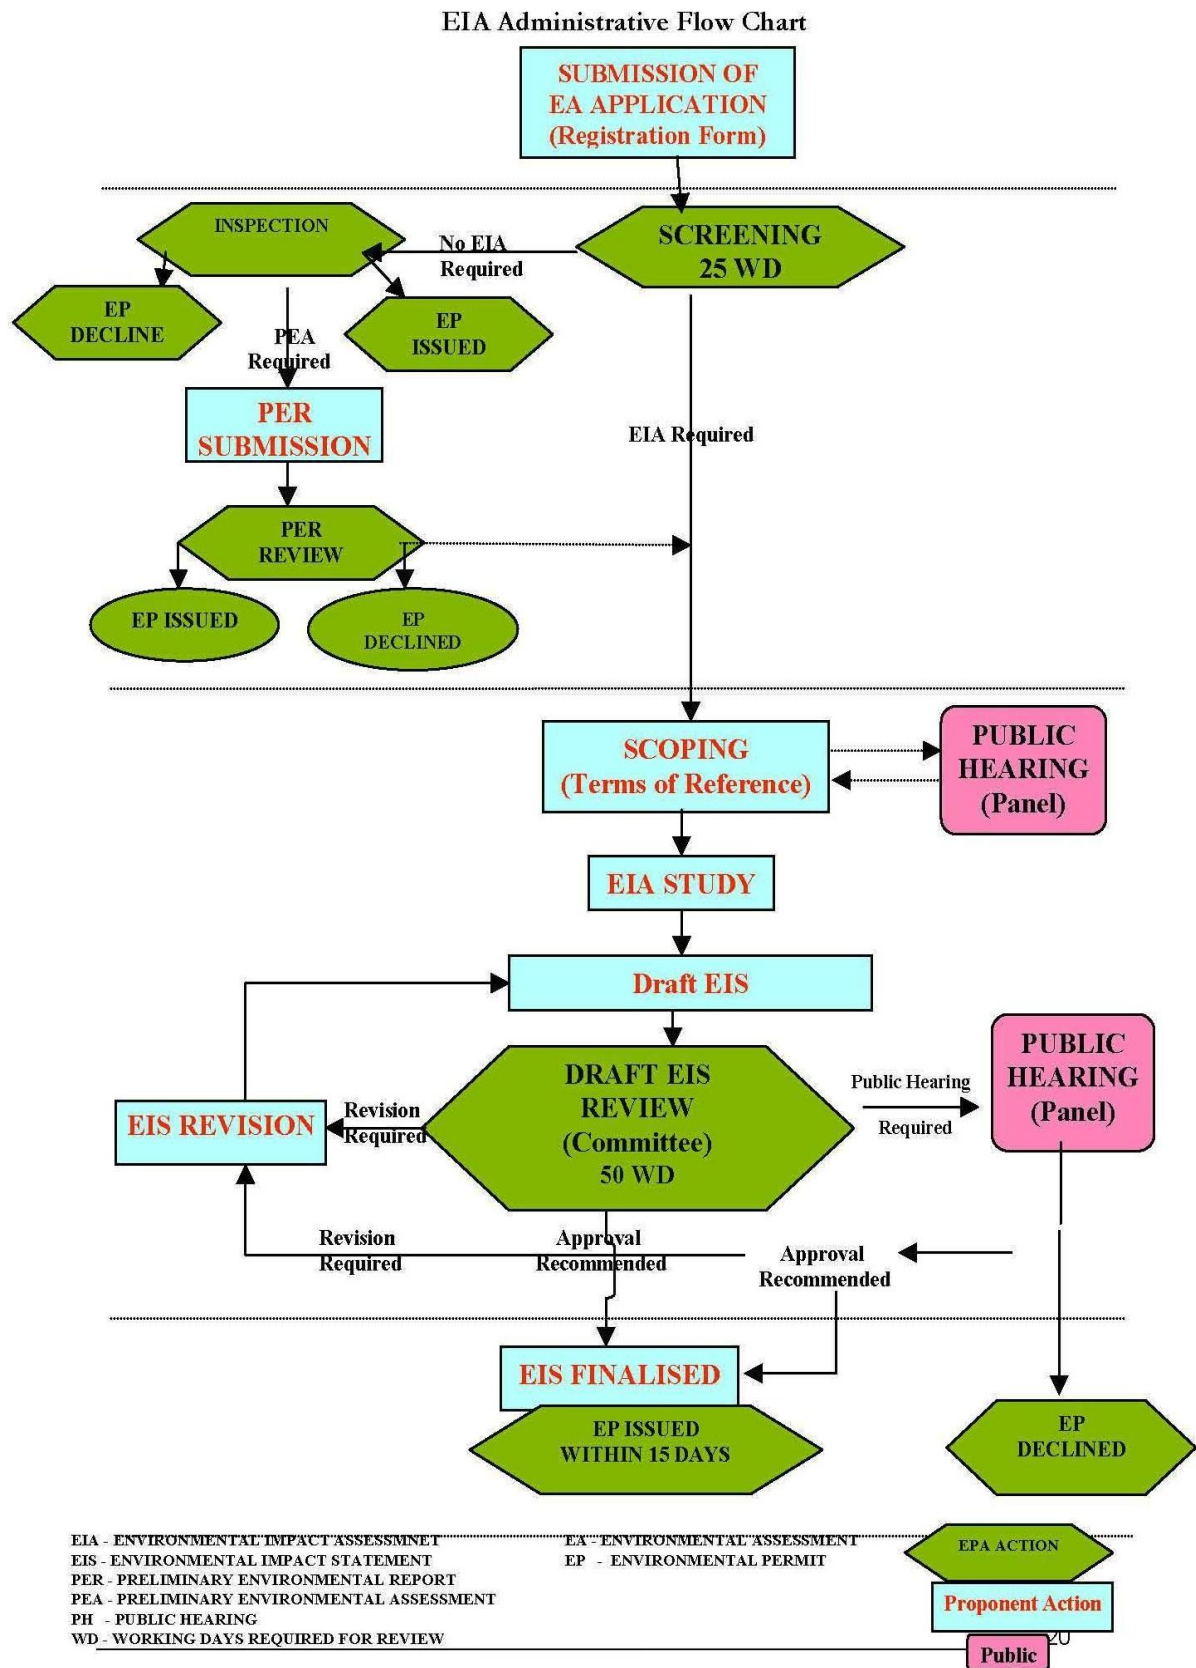 EIA Administrative Flow Chart
SUBMISSION OF
EA APPLICATION
(Registration Form)
INSPECTION
No EIA
Required
SCREENING
25 WD
EP
DECLINE
EP
ISSUED
PEA
Required
PER
SUBMISSION
EIA Required
PER
REVIEW
EP ISSUED
EP
DECLINED
SCOPING
(Terms of Reference)
PUBLIC
HEARING
(Panel)
EIA STUDY
Draft EIS
DRAFT EIS
REVIEW
(Committee)
50 WD
Public Hearing
Required
PUBLIC
HEARING
(Panel)
EIS REVISION
Revision
Required
Revision
Required
Approval
Recommended
Approval
Recommended
EIS FINALISED
EP ISSUED
WITHIN 15 DAYS
EP
DECLINED
EIA - ENVIRONMENTAL IMPACT ASSESSMNET
EIS - ENVIRONMENTAL IMPACT STATEMENT
PER - PRELIMINARY ENVIRONMENTAL REPORT
PEA - PRELIMINARY ENVIRONMENTAL ASSESSMENT
PH - PUBLIC HEARING
WD - WORKING DAYS REQUIRED FOR REVIEW
EA - ENVIRONMENTAL ASSESSMENT
EP - ENVIRONMENTAL PERMIT
EPA ACTION
Proponent Action
20
Public